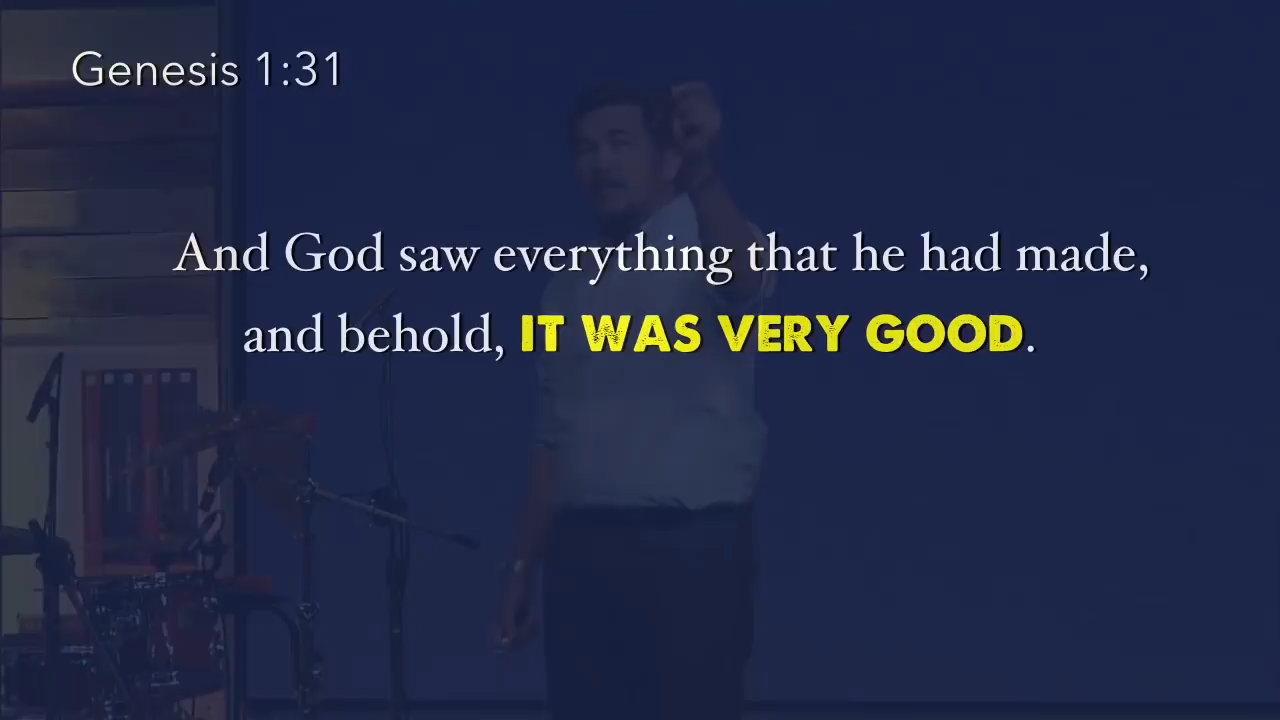 Genesis 1:31
And God saw everything that he had made,
and behold, IT WAS VERY GOOD.